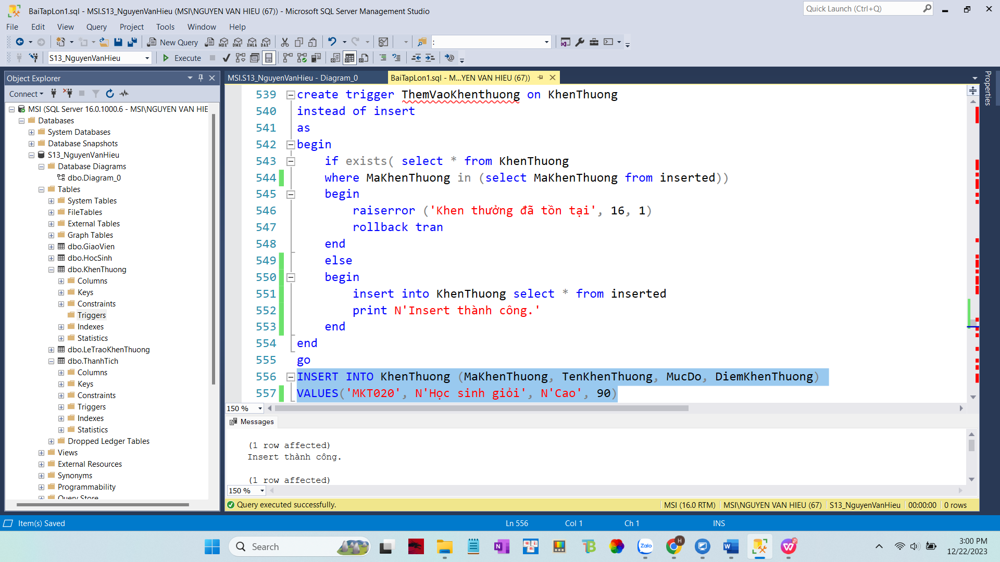 BaiTapLon1.sql - MSI.S13_NguyenVanHieu (MSI\NGUYEN VAN HIEU (67)) - Microsoft SQL Server Management Studio
Quick Launch (Ctrl+Q)
File Edit View Query Project Tools Window Help
New Query MDX DMX XMLA DAX :
S13_NguyenVanHieu Execute
Object Explorer
Connect
MSI (SQL Server 16.0.1000.6 - MSI\NGUYEN VAN HIE
Databases
System Databases
Database Snapshots
S13_NguyenVanHieu
Database Diagrams
dbo.Diagram_0
Tables
System Tables
FileTables
External Tables
Graph Tables
dbo.GiaoVien
dbo.HocSinh
dbo.KhenThuong
Columns
Keys
Constraints
Triggers
Indexes
Statistics
dbo.LeTraoKhenThuong
dbo.ThanhTich
Columns
Keys
Constraints
Triggers
Indexes
Statistics
Dropped Ledger Tables
Views
External Resources
Synonyms
Programmability
Query Store
MSI.S13_NguyenVanHieu - Diagram_0
BaiTapLon1.sql - M...YEN VAN HIEU (67))
Properties
539 create trigger ThemVaoKhenthuong on KhenThuong
540 instead of insert
541 as
542 begin
543 if exists( select * from KhenThuong
544 where MaKhenThuong in (select MaKhenThuong from inserted))
545 begin
546 raiserror ('Khen thưởng đã tồn tại', 16, 1)
547 rollback tran
548 end
549 else
550 begin
551 insert into KhenThuong select * from inserted
552 print N'Insert thành công.'
553 end
554 end
555 go
556 INSERT INTO KhenThuong (MaKhenThuong, TenKhenThuong, MucDo, DiemKhenThuong)
557 VALUES('MKT020', N'Học sinh giỏi', N'Cao', 90)
150 %
Messages
(1 row affected)
Insert thành công.
(1 row affected)
150 %
Query executed successfully. MSI (16.0 RTM) MSI\NGUYEN VAN HIEU (67) S13_NguyenVanHieu 00:00:00 0 rows
Item(s) Saved Ln 556 Col 1 Ch 1 INS
Search
Zalo
H
3:00 PM
12/22/2023